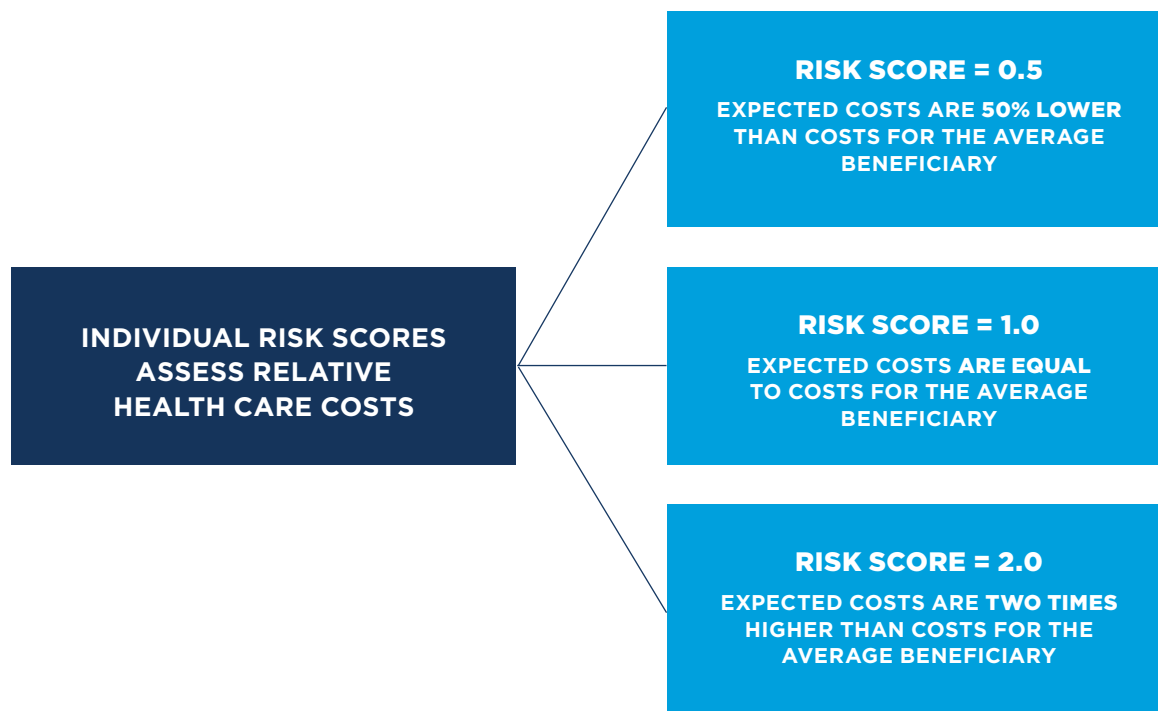 INDIVIDUAL RISK SCORES
ASSESS RELATIVE
HEALTH CARE COSTS
RISK SCORE = 0.5
EXPECTED COSTS ARE 50% LOWER
THAN COSTS FOR THE AVERAGE
BENEFICIARY
RISK SCORE = 1.0
EXPECTED COSTS ARE EQUAL
TO COSTS FOR THE AVERAGE
BENEFICIARY
RISK SCORE = 2.0
EXPECTED COSTS ARE TWO TIMES
HIGHER THAN COSTS FOR THE
AVERAGE BENEFICIARY